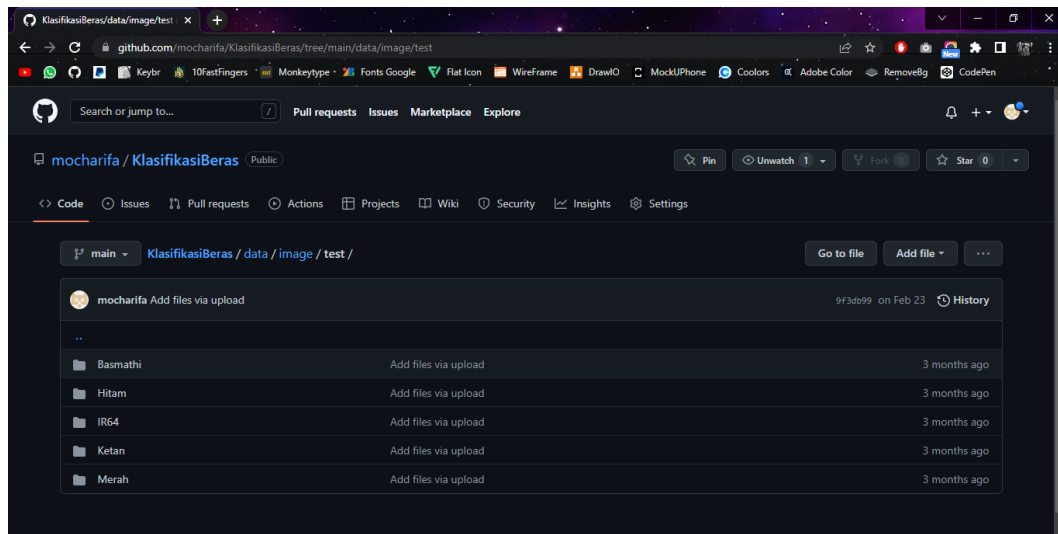 KlasifikasiBeras/data/image/test
github.com/mocharifa/KlasifikasiBeras/tree/main/data/image/test
New
Keybr 10FastFingers Monkeytype · Fonts Google Flat Icon WireFrame DrawIO MockUPhone Coolors Adobe Color RemoveBg CodePen
Search or jump to... / Pull requests Issues Marketplace Explore
mocharifa / KlasifikasiBeras Public Pin Unwatch 1 Fork 0 Star 0
Code Issues Pull requests Actions Projects Wiki Security Insights Settings
main KlasifikasiBeras / data / image / test / Go to file Add file ...
mocharifa Add files via upload 9f3db99 on Feb 23 History
..
Basmathi Add files via upload 3 months ago
Hitam Add files via upload 3 months ago
IR64 Add files via upload 3 months ago
Ketan Add files via upload 3 months ago
Merah Add files via upload 3 months ago